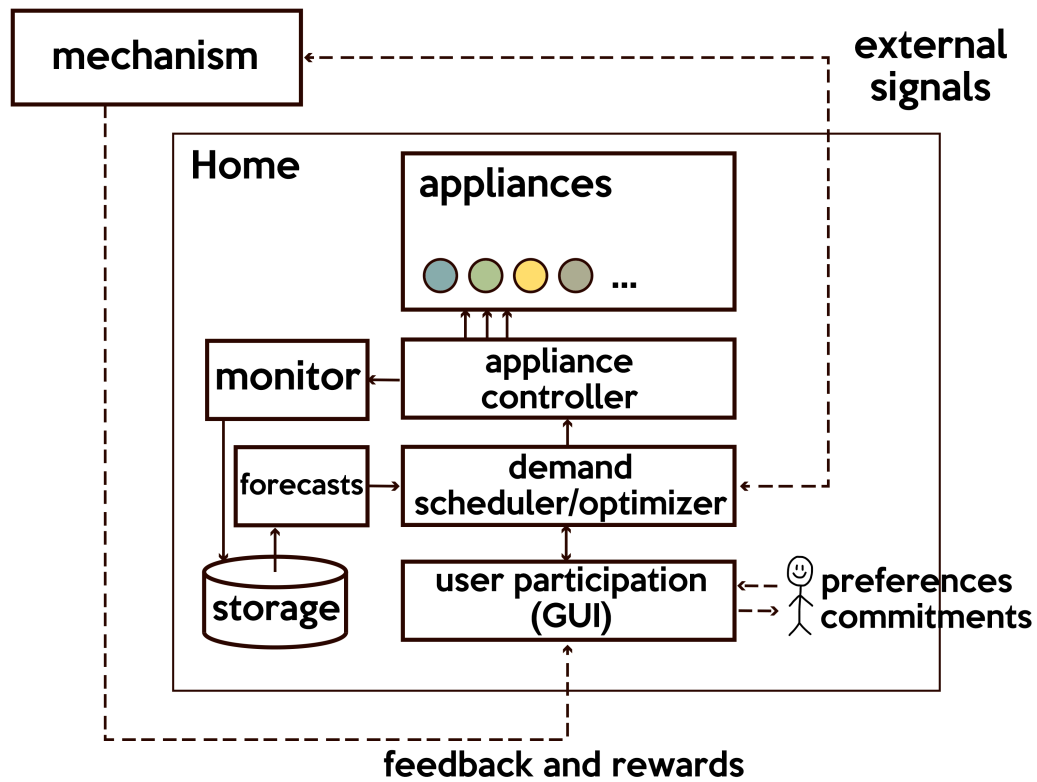 mechanism
external
signals
Home
appliances
...
appliance
controller
monitor
demand
scheduler/optimizer
forecasts
user participation
(GUI)
preferences
commitments
storage
feedback and rewards